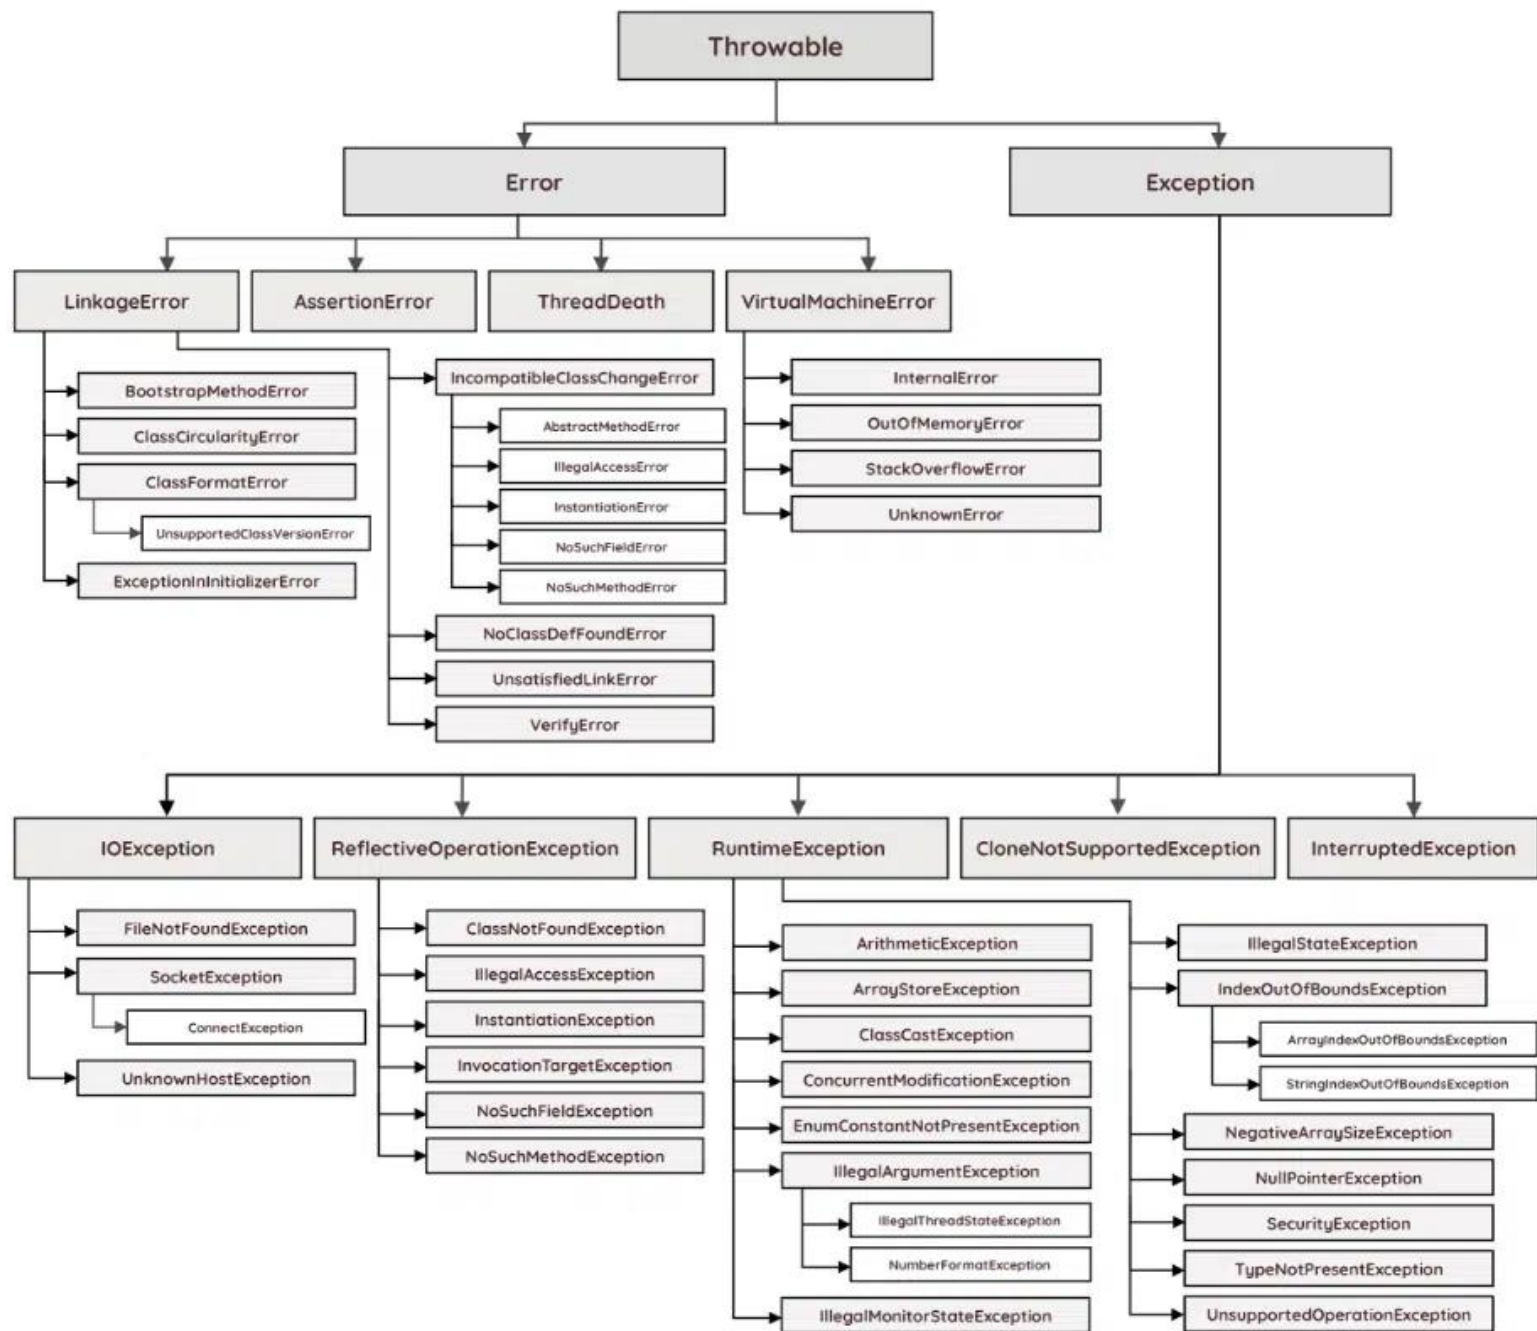 Throwable
Error
Exception
LinkageError
AssertionError
ThreadDeath
VirtualMachineError
BootstrapMethodError
ClassCircularityError
ClassFormatError
UnsupportedClassVersionError
ExceptionInInitializerError
IncompatibleClassChangeError
AbstractMethodError
IllegalAccessError
InstantiationError
NoSuchFieldError
NoSuchMethodError
NoClassDefFoundError
UnsatisfiedLinkError
VerifyError
InternalError
OutOfMemoryError
StackOverflowError
UnknownError
IOException
ReflectiveOperationException
RuntimeException
CloneNotSupportedException
InterruptedException
FileNotFoundException
SocketException
ConnectException
UnknownHostException
ClassNotFoundException
IllegalAccessException
InstantiationException
InvocationTargetException
NoSuchFieldException
NoSuchMethodException
ArithmeticException
ArrayStoreException
ClassCastException
ConcurrentModificationException
EnumConstantNotPresentException
IllegalArgumentException
IllegalThreadStateException
NumberFormatException
IllegalMonitorStateException
IllegalStateException
IndexOutOfBoundsException
ArrayIndexOutOfBoundsException
StringIndexOutOfBoundsException
NegativeArraySizeException
NullPointerException
SecurityException
TypeNotPresentException
UnsupportedOperationException